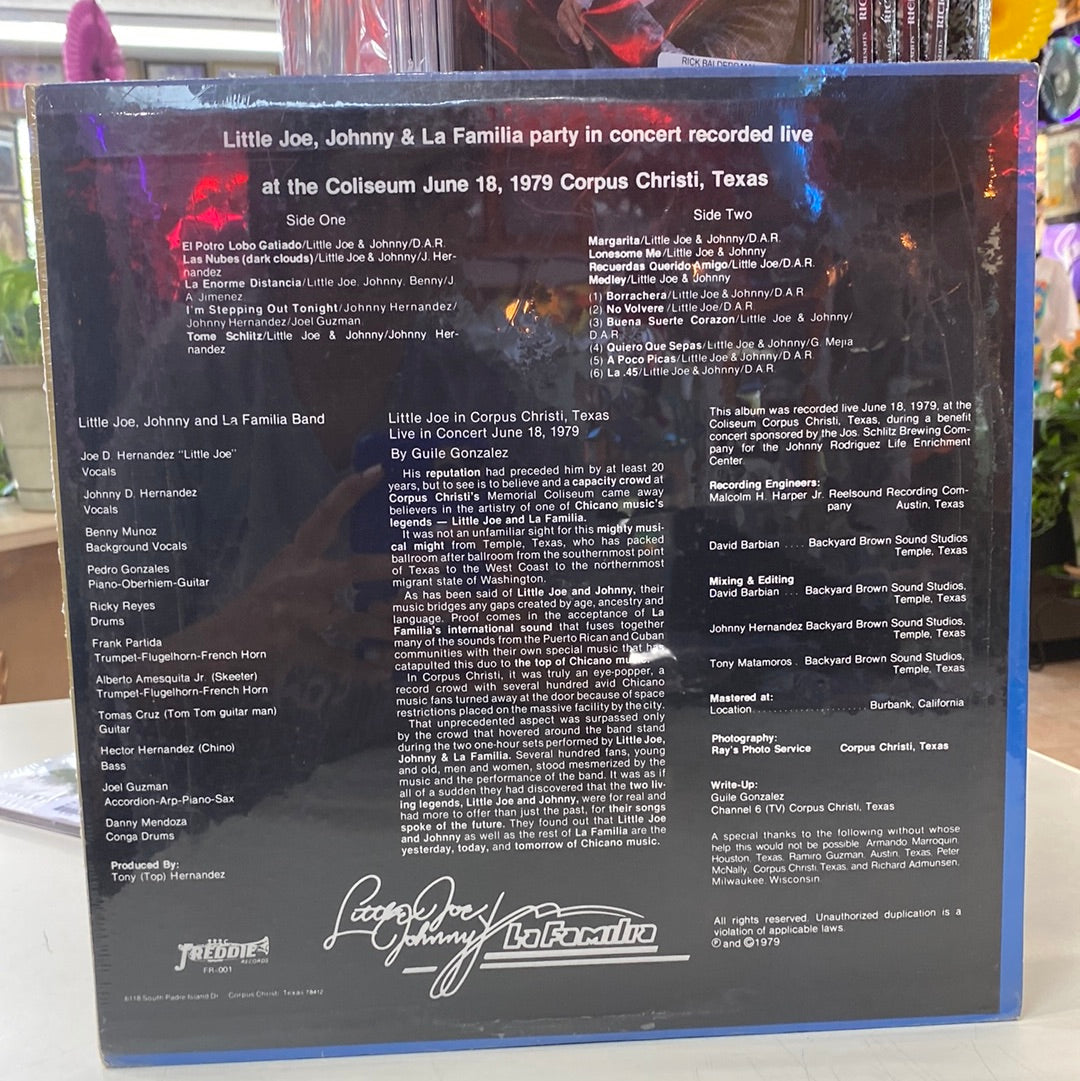 RICK BALDER
Little Joe, Johnny & La Familia party in concert recorded live
at the Coliseum June 18, 1979 Corpus Christi, Texas
Side One
El Potro Lobo Gatiado/Little Joe & Johnny/D.A.R.
Las Nubes (dark clouds)/Little Joe & Johnny/J. Her-
nandez
La Enorme Distancia/Little Joe. Johnny. Benny/J.
A. Jimenez
I'm Stepping Out Tonight/Johnny Hernandez/
Johnny Hernandez/Joel Guzman
Tome Schlitz/Little Joe & Johnny/Johnny Her-
nandez
Side Two
Margarita/Little Joe & Johnny/D.A.R.
Lonesome Me/Little Joe & Johnny
Recuerdas Querido Amigo/Little Joe/D.A.R.
Medley/Little Joe & Johnny
(1) Borrachera/Little Joe & Johnny/D.A.R.
(2) No Volvere/Little Joe/D.A.R.
(3) Buena Suerte Corazon/Little Joe & Johnny/
D.A.R.
(4) Quiero Que Sepas/Little Joe & Johnny/G. Mejia
(5) A Poco Picas/Little Joe & Johnny/D.A.R.
(6) La .45/Little Joe & Johnny/D.A.R.
Little Joe, Johnny and La Familia Band
Joe D. Hernandez "Little Joe"
Vocals
Johnny D. Hernandez
Vocals
Benny Munoz
Background Vocals
Pedro Gonzales
Piano-Oberhiem-Guitar
Ricky Reyes
Drums
Frank Partida
Trumpet-Flugelhorn-French Horn
Alberto Amesquita Jr. (Skeeter)
Trumpet-Flugelhorn-French Horn
Tomas Cruz (Tom Tom guitar man)
Guitar
Hector Hernandez (Chino)
Bass
Joel Guzman
Accordion-Arp-Piano-Sax
Danny Mendoza
Conga Drums
Produced By:
Tony (Top) Hernandez
Little Joe in Corpus Christi, Texas
Live in Concert June 18, 1979
By Guile Gonzalez
His reputation had preceded him by at least 20
years, but to see is to believe and a capacity crowd at
Corpus Christi's Memorial Coliseum came away
believers in the artistry of one of Chicano music's
legends — Little Joe and La Familia.
It was not an unfamiliar sight for this mighty musi-
cal might from Temple, Texas, who has packed
ballroom after ballroom from the southernmost point
of Texas to the West Coast to the northernmost
migrant state of Washington.
As has been said of Little Joe and Johnny, their
music bridges any gaps created by age, ancestry and
language. Proof comes in the acceptance of La
Familia's international sound that fuses together
many of the sounds from the Puerto Rican and Cuban
communities with their own special music that has
catapulted this duo to the top of Chicano music.
In Corpus Christi, it was truly an eye-popper, a
record crowd with several hundred avid Chicano
music fans turned away at the door because of space
restrictions placed on the massive facility by the city.
That unprecedented aspect was surpassed only
by the crowd that hovered around the band stand
during the two one-hour sets performed by Little Joe,
Johnny & La Familia. Several hundred fans, young
and old, men and women, stood mesmerized by the
music and the performance of the band. It was as if
all of a sudden they had discovered that the two liv-
ing legends, Little Joe and Johnny, were for real and
had more to offer than just the past, for their songs
spoke of the future. They found out that Little Joe
and Johnny as well as the rest of La Familia are the
yesterday, today, and tomorrow of Chicano music.
This album was recorded live June 18, 1979, at the
Coliseum Corpus Christi, Texas, during a benefit
concert sponsored by the Jos. Schlitz Brewing Com-
pany for the Johnny Rodriguez Life Enrichment
Center.
Recording Engineers:
Malcolm H. Harper Jr. Reelsound Recording Com-
pany Austin, Texas
David Barbian .... Backyard Brown Sound Studios
Temple, Texas
Mixing & Editing
David Barbian ... Backyard Brown Sound Studios,
Temple, Texas
Johnny Hernandez Backyard Brown Sound Studios,
Temple, Texas
Tony Matamoros . Backyard Brown Sound Studios,
Temple, Texas
Mastered at:
Location ...................... Burbank, California
Photography:
Ray's Photo Service Corpus Christi, Texas
Write-Up:
Guile Gonzalez
Channel 6 (TV) Corpus Christi, Texas
A special thanks to the following without whose
help this would not be possible. Armando Marroquin,
Houston, Texas. Ramiro Guzman, Austin, Texas, Peter
McNally, Corpus Christi, Texas, and Richard Admunsen,
Milwaukee, Wisconsin.
All rights reserved. Unauthorized duplication is a
violation of applicable laws.
℗ and ©1979
Little Joe
Johnny
La Familia
FREDDIE
RECORDS
FR-001
6118 South Padre Island Dr. Corpus Christi, Texas 78412